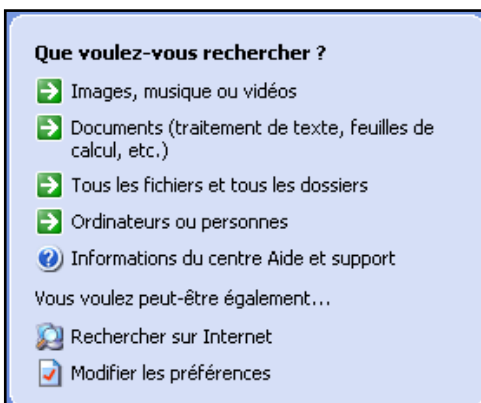 Que voulez-vous rechercher ?
Images, musique ou vidéos
Documents (traitement de texte, feuilles de
calcul, etc.)
Tous les fichiers et tous les dossiers
Ordinateurs ou personnes
Informations du centre Aide et support
Vous voulez peut-être également...
Rechercher sur Internet
Modifier les préférences